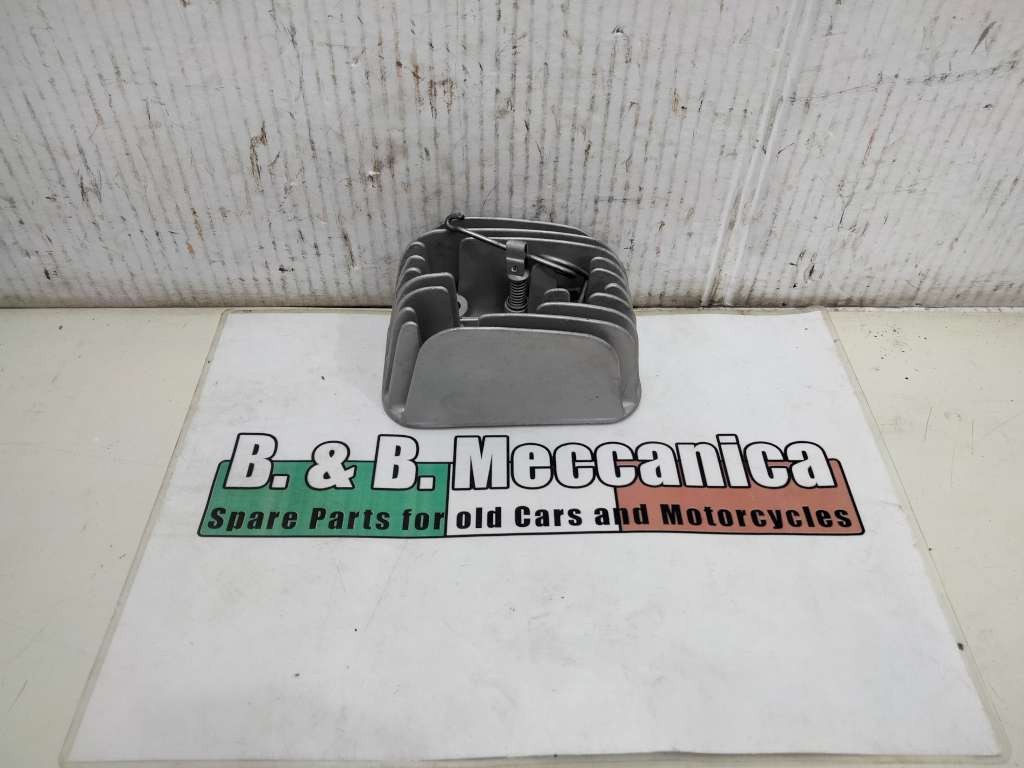 B. & B. Meccanica
Spare Parts for old Cars and Motorcycles